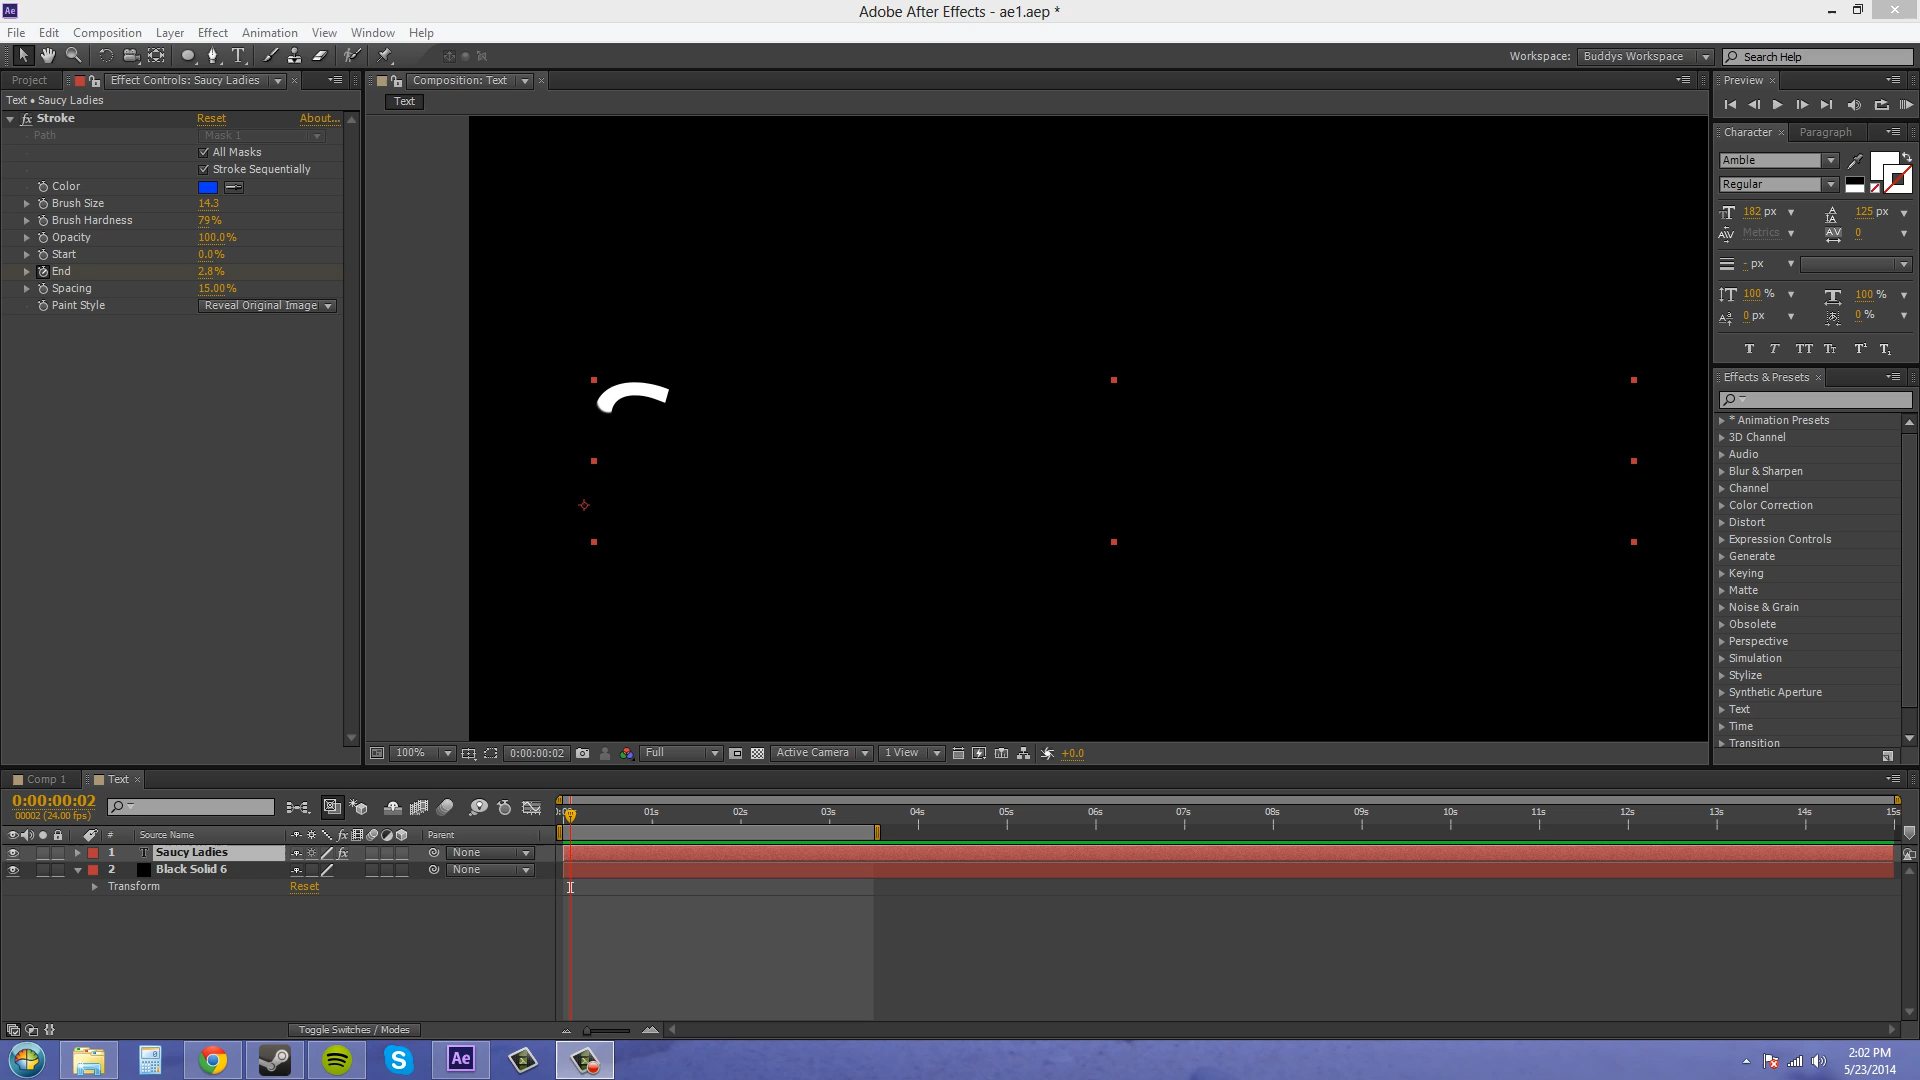 Ae
Adobe After Effects - ae1.aep *
File Edit Composition Layer Effect Animation View Window Help
Workspace: Buddys Workspace Search Help
Project Effect Controls: Saucy Ladies Composition: Text Preview
Text • Saucy Ladies
Text
fx Stroke Reset About...
Path Mask 1
All Masks
Stroke Sequentially
Color
Brush Size 14.3
Brush Hardness 79%
Opacity 100.0%
Start 0.0%
End 2.8%
Spacing 15.00%
Paint Style Reveal Original Image
Character Paragraph
Amble
Regular
182 px 125 px
Metrics 0
- px
100 % 100 %
0 px 0 %
T T TT Tt T¹ T₁
Effects & Presets
* Animation Presets
3D Channel
Audio
Blur & Sharpen
Channel
Color Correction
Distort
Expression Controls
Generate
Keying
Matte
Noise & Grain
Obsolete
Perspective
Simulation
Stylize
Synthetic Aperture
Text
Time
Transition
100% 0:00:00:02 Full Active Camera 1 View +0.0
Comp 1 Text
0:00:00:02
00002 (24.00 fps)
01s 02s 03s 04s 05s 06s 07s 08s 09s 10s 11s 12s 13s 14s 15s
# Source Name fx Parent
1 T Saucy Ladies fx None
2 Black Solid 6 None
Transform Reset
Toggle Switches / Modes
Ae
2:02 PM
5/23/2014